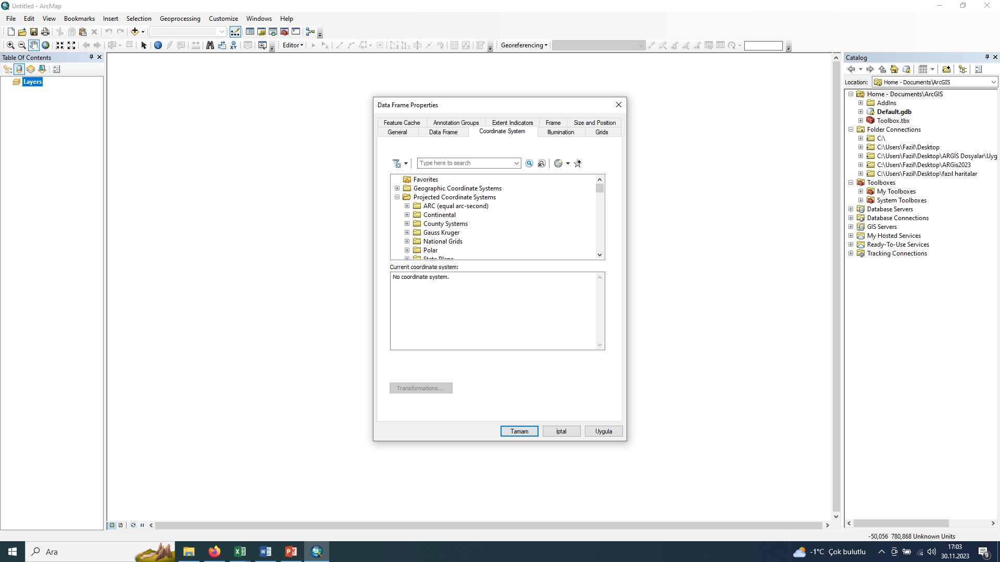 Untitled - ArcMap
File Edit View Bookmarks Insert Selection Geoprocessing Customize Windows Help
Editor Georeferencing
Table Of Contents
Layers
Data Frame Properties
Feature Cache Annotation Groups Extent Indicators Frame Size and Position
General Data Frame Coordinate System Illumination Grids
Type here to search
Favorites
Geographic Coordinate Systems
Projected Coordinate Systems
ARC (equal arc-second)
Continental
County Systems
Gauss Kruger
National Grids
Polar
State Plane
Current coordinate system:
No coordinate system.
Transformations...
Tamam İptal Uygula
Catalog
Location: Home - Documents\ArcGIS
Home - Documents\ArcGIS
AddIns
Default.gdb
Toolbox.tbx
Folder Connections
C:\
C:\Users\Fazil\Desktop
C:\Users\Fazil\Desktop\ARGİS Dosyalar\Uyg
C:\Users\Fazil\Desktop\ARGis2023
C:\Users\Fazil\Desktop\fazıl haritalar
Toolboxes
My Toolboxes
System Toolboxes
Database Servers
Database Connections
GIS Servers
My Hosted Services
Ready-To-Use Services
Tracking Connections
-50,056 780,868 Unknown Units
Ara
-1°C Çok bulutlu
17:03
30.11.2023
9